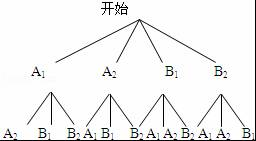 开始
A₁ A₂ B₁ B₂
A₂ B₁ B₂ A₁ B₁ B₂ A₁ A₂ B₂ A₁ A₂ B₁